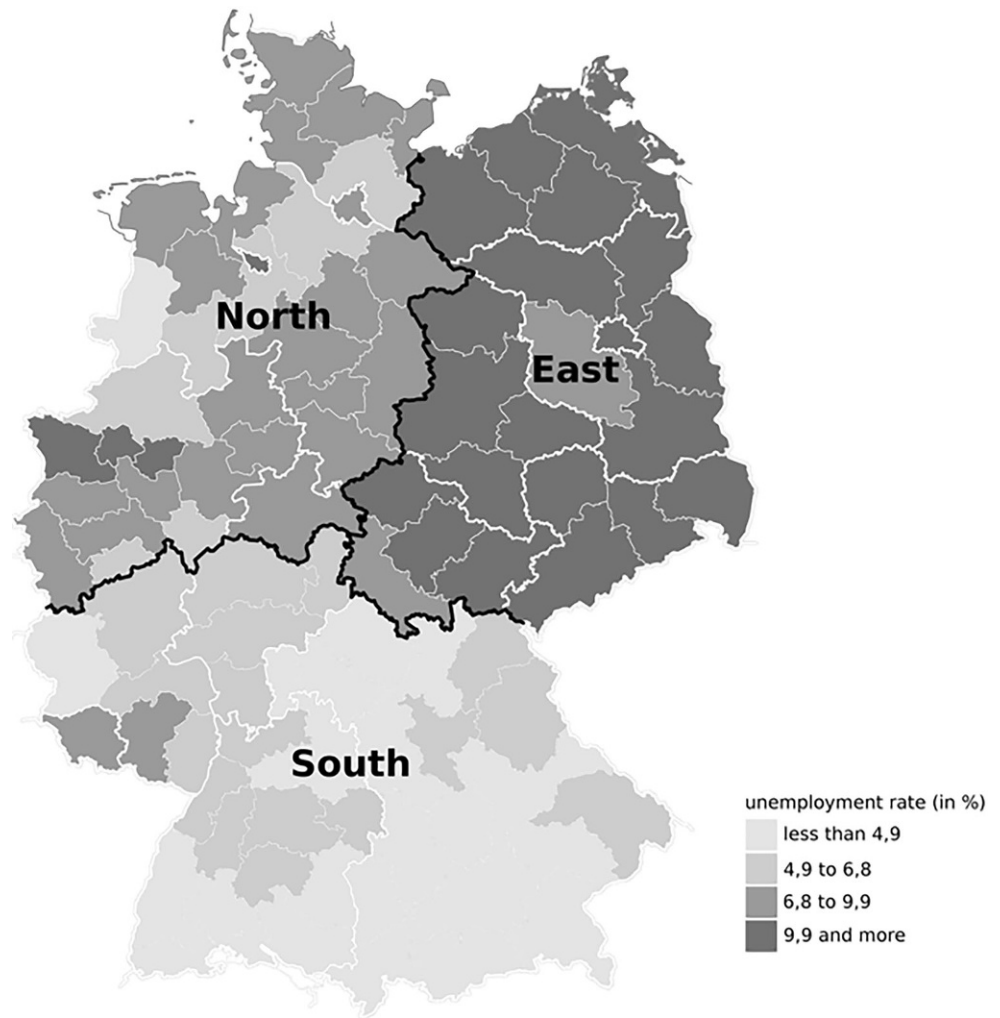 North
East
South
unemployment rate (in %)
less than 4,9
4,9 to 6,8
6,8 to 9,9
9,9 and more